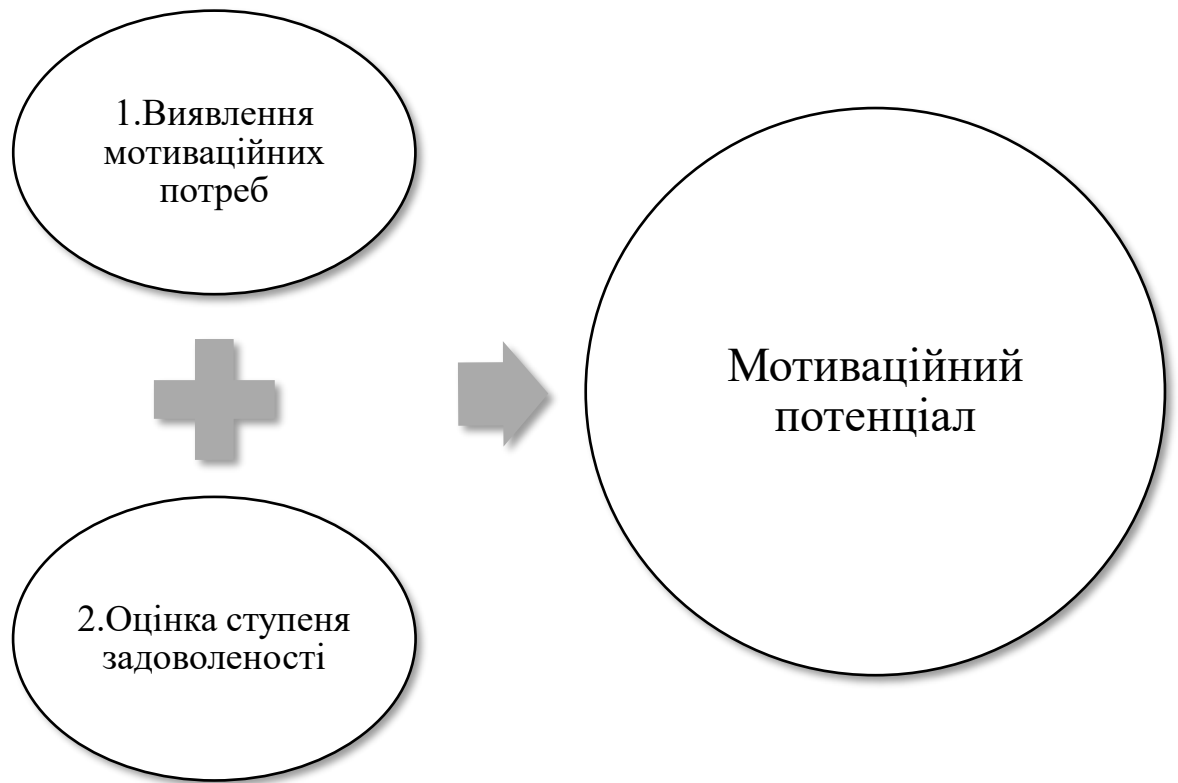 1.Виявлення
мотиваційних
потреб
2.Оцінка ступеня
задоволеності
Мотиваційний
потенціал